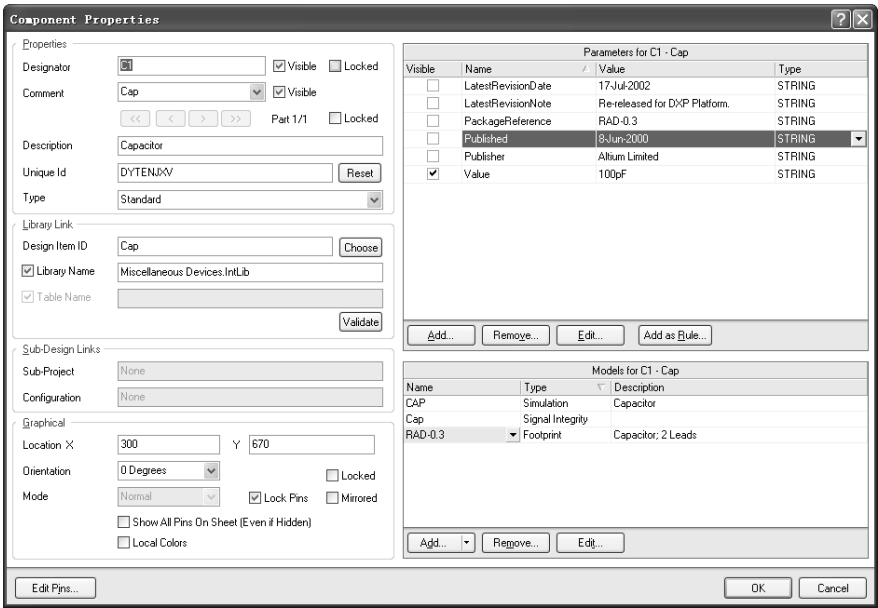 Component Properties
Properties
Designator C1 Visible Locked
Comment Cap Visible
<< < > >> Part 1/1 Locked
Description Capacitor
Unique Id DYTENJXV Reset
Type Standard
Library Link
Design Item ID Cap Choose
Library Name Miscellaneous Devices.IntLib
Table Name
Validate
Sub-Design Links
Sub-Project None
Configuration None
Graphical
Location X 300 Y 670
Orientation 0 Degrees Locked
Mode Normal Lock Pins Mirrored
Show All Pins On Sheet (Even if Hidden)
Local Colors
Parameters for C1 - Cap
Visible Name Value Type
LatestRevisionDate 17-Jul-2002 STRING
LatestRevisionNote Re-released for DXP Platform. STRING
PackageReference RAD-0.3 STRING
Published 8-Jun-2000 STRING
Publisher Altium Limited STRING
Value 100pF STRING
Add... Remove... Edit... Add as Rule...
Models for C1 - Cap
Name Type Description
CAP Simulation Capacitor
Cap Signal Integrity
RAD-0.3 Footprint Capacitor; 2 Leads
Add... Remove... Edit...
Edit Pins... OK Cancel